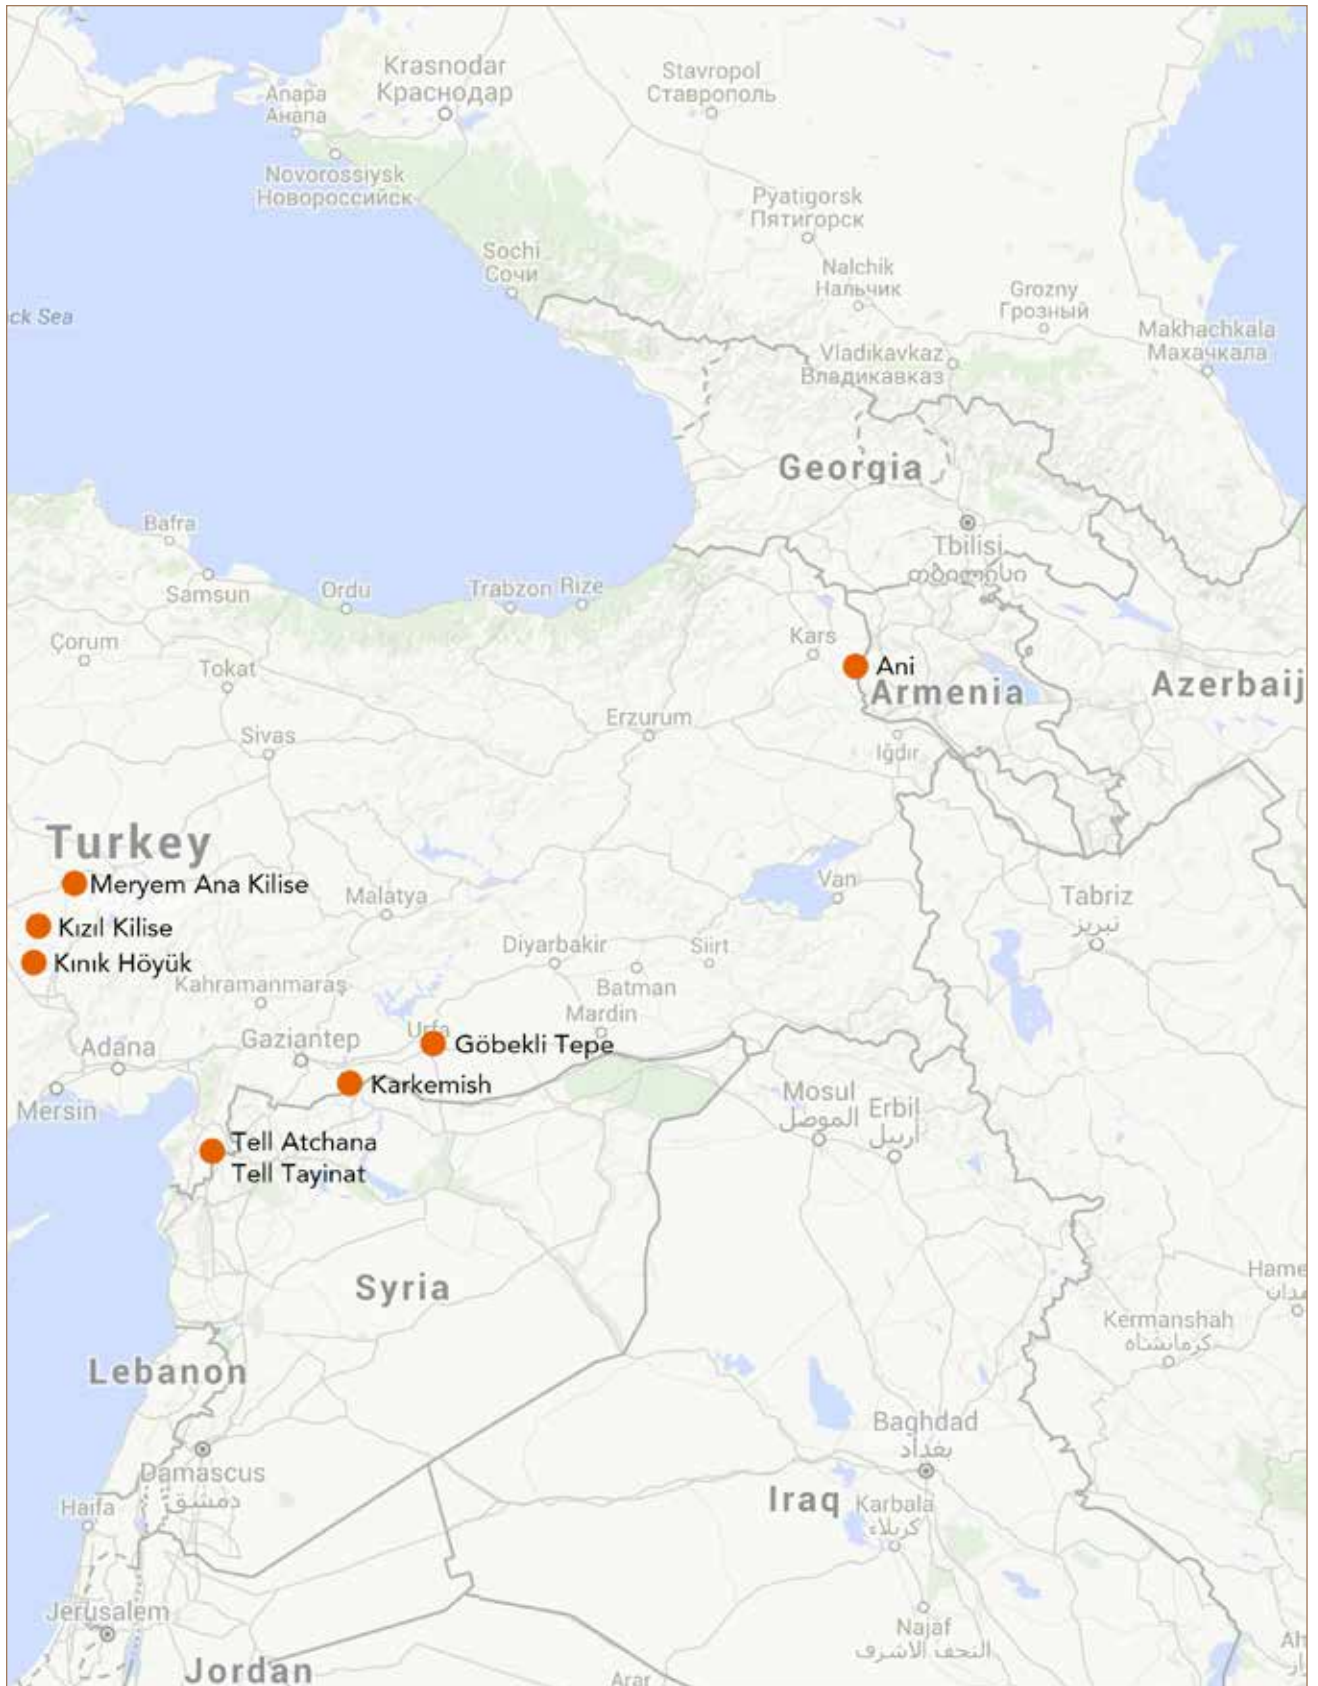 Krasnodar
Краснодар
Stavropol
Ставрополь
Anapa
Анапа
Novorossiysk
Новороссийск
Pyatigorsk
Пятигорск
Sochi
Сочи
Nalchik
Нальчик
Grozny
Грозный
ck Sea
Makhachkala
Махачкала
Vladikavkaz
Владикавказ
Georgia
Bafra
Tbilisi
თბილისი
Samsun
Ordu
Trabzon
Rize
Çorum
Kars
Tokat
Ani
Armenia
Azerbaij
Erzurum
Sivas
Iğdır
Turkey
Meryem Ana Kilise
Malatya
Van
Tabriz
تبریز
Kızıl Kilise
Diyarbakir
Siirt
Kınık Höyük
Kahramanmaraş
Batman
Mardin
Urfa
Gaziantep
Göbekli Tepe
Adana
Karkemish
Mersin
Mosul
الموصل
Erbil
أربيل
Tell Atchana
Tell Tayinat
Syria
Hame
Kermanshah
کرمانشاه
Lebanon
Baghdad
بغداد
Damascus
دمشق
Haifa
Iraq
Karbala
كربلاء
Jerusalem
Najaf
النجف الاشرف
Jordan
Arar
Ah